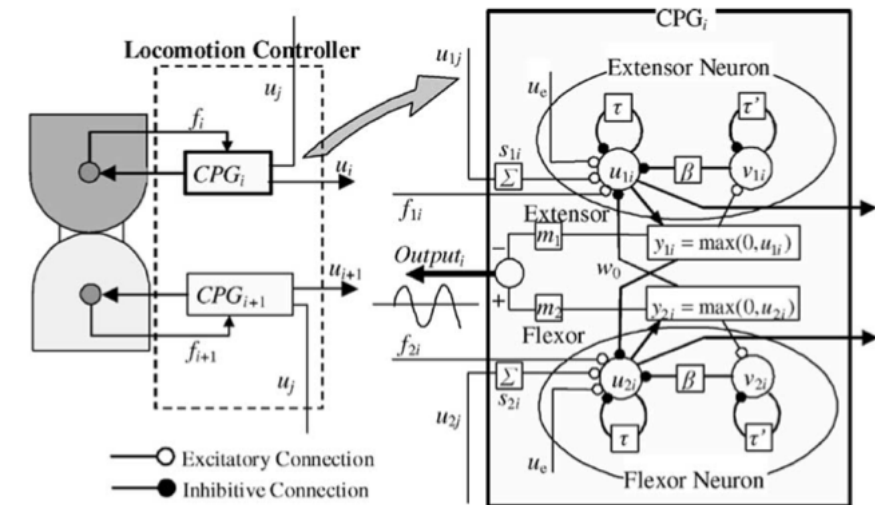 Locomotion Controller
u_j
f_i
CPG_i
u_i
CPG_{i+1}
u_{i+1}
f_{i+1}
u_j
Excitatory Connection
Inhibitive Connection
CPG_i
u_{1j}
Extensor Neuron
u_e
τ
τ'
s_{1i}
Σ
u_{1i}
β
v_{1i}
f_{1i}
Extensor
m_1
y_{1i} = max(0, u_{1i})
Output_i
−
w_0
+
m_2
y_{2i} = max(0, u_{2i})
Flexor
f_{2i}
Σ
u_{2i}
β
v_{2i}
s_{2i}
u_{2j}
τ
τ'
u_e
Flexor Neuron